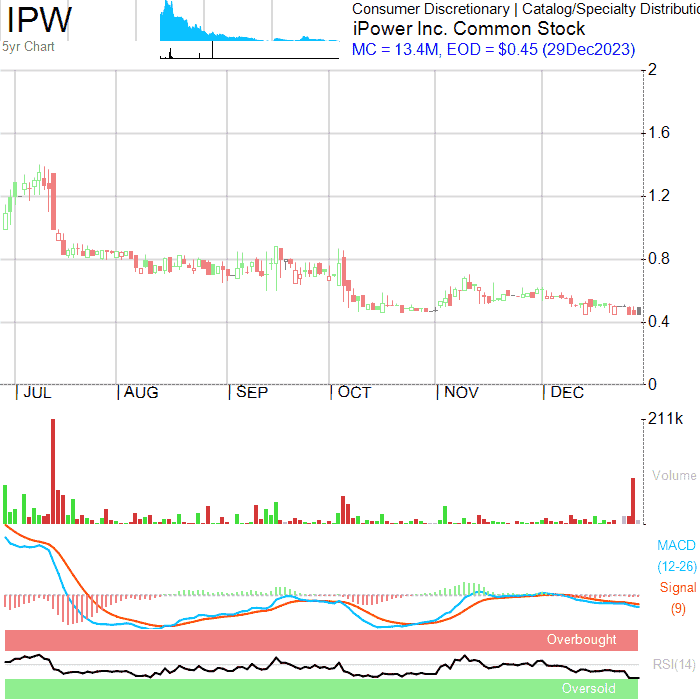 IPW
5yr Chart
Consumer Discretionary | Catalog/Specialty Distributio
iPower Inc. Common Stock
MC = 13.4M, EOD = $0.45 (29Dec2023)
2
1.6
1.2
0.8
0.4
0
JUL AUG SEP OCT NOV DEC
211k
Volume
MACD
(12-26)
Signal
(9)
Overbought
RSI(14)
Oversold